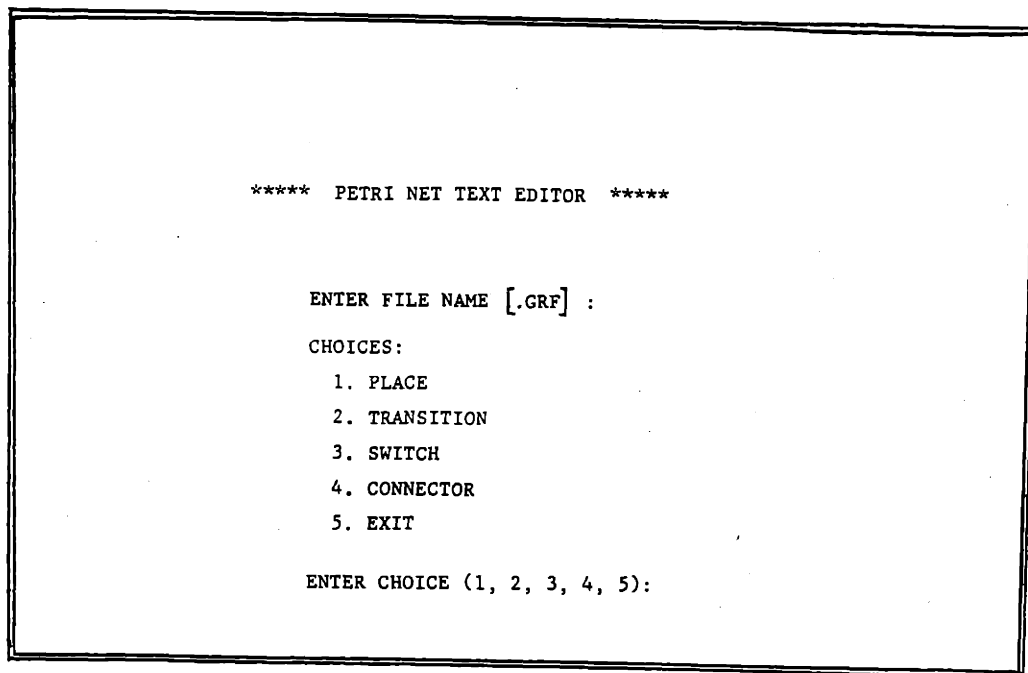 ***** PETRI NET TEXT EDITOR *****
ENTER FILE NAME [.GRF] :
CHOICES:
1. PLACE
2. TRANSITION
3. SWITCH
4. CONNECTOR
5. EXIT
ENTER CHOICE (1, 2, 3, 4, 5):